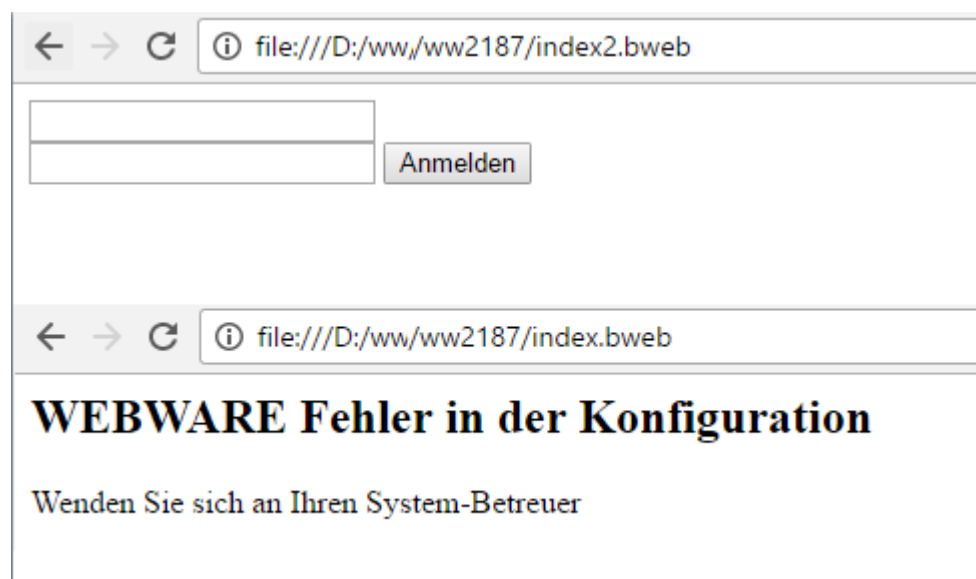 file:///D:/ww,/ww2187/index2.bweb
Anmelden
file:///D:/ww/ww2187/index.bweb
WEBWARE Fehler in der Konfiguration
Wenden Sie sich an Ihren System-Betreuer